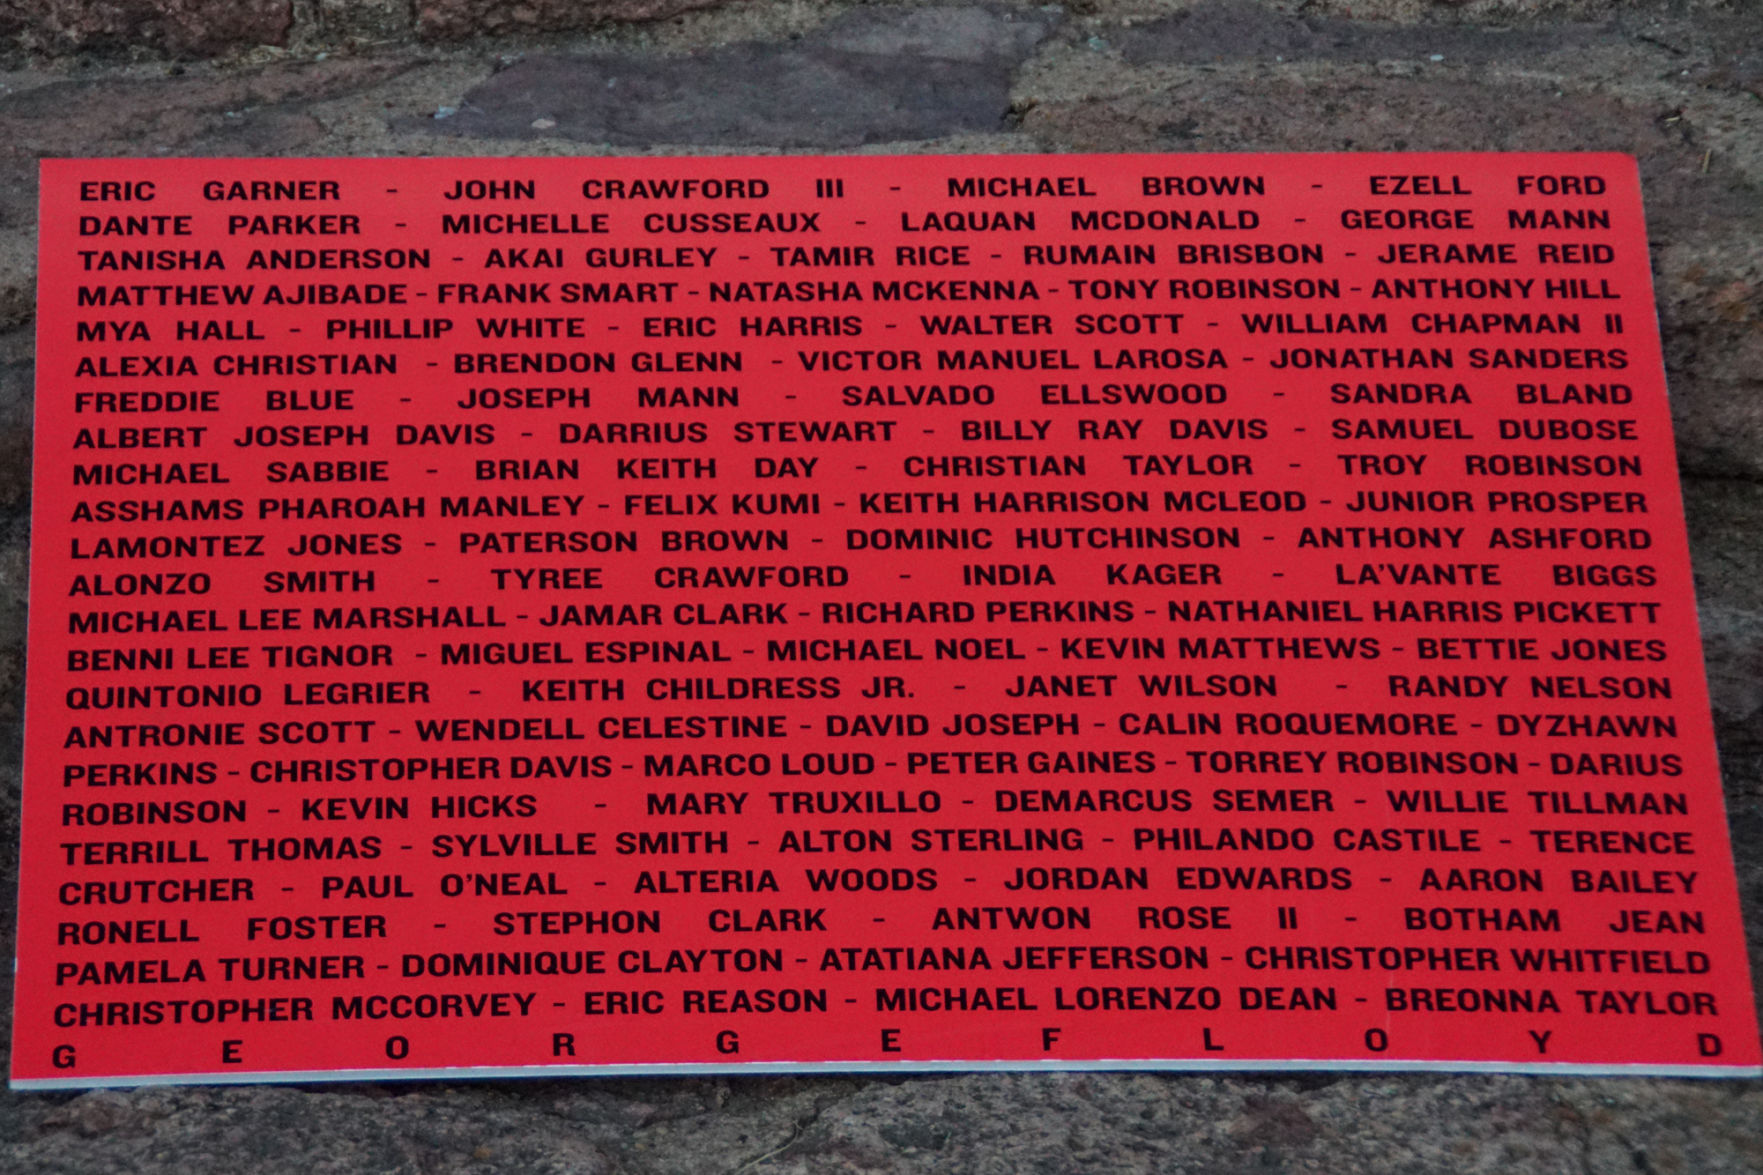 ERIC GARNER - JOHN CRAWFORD III - MICHAEL BROWN - EZELL FORD
DANTE PARKER - MICHELLE CUSSEAUX - LAQUAN MCDONALD - GEORGE MANN
TANISHA ANDERSON - AKAI GURLEY - TAMIR RICE - RUMAIN BRISBON - JERAME REID
MATTHEW AJIBADE - FRANK SMART - NATASHA MCKENNA - TONY ROBINSON - ANTHONY HILL
MYA HALL - PHILLIP WHITE - ERIC HARRIS - WALTER SCOTT - WILLIAM CHAPMAN II
ALEXIA CHRISTIAN - BRENDON GLENN - VICTOR MANUEL LAROSA - JONATHAN SANDERS
FREDDIE BLUE - JOSEPH MANN - SALVADO ELLSWOOD - SANDRA BLAND
ALBERT JOSEPH DAVIS - DARRIUS STEWART - BILLY RAY DAVIS - SAMUEL DUBOSE
MICHAEL SABBIE - BRIAN KEITH DAY - CHRISTIAN TAYLOR - TROY ROBINSON
ASSHAMS PHAROAH MANLEY - FELIX KUMI - KEITH HARRISON MCLEOD - JUNIOR PROSPER
LAMONTEZ JONES - PATERSON BROWN - DOMINIC HUTCHINSON - ANTHONY ASHFORD
ALONZO SMITH - TYREE CRAWFORD - INDIA KAGER - LA'VANTE BIGGS
MICHAEL LEE MARSHALL - JAMAR CLARK - RICHARD PERKINS - NATHANIEL HARRIS PICKETT
BENNI LEE TIGNOR - MIGUEL ESPINAL - MICHAEL NOEL - KEVIN MATTHEWS - BETTIE JONES
QUINTONIO LEGRIER - KEITH CHILDRESS JR. - JANET WILSON - RANDY NELSON
ANTRONIE SCOTT - WENDELL CELESTINE - DAVID JOSEPH - CALIN ROQUEMORE - DYZHAWN
PERKINS - CHRISTOPHER DAVIS - MARCO LOUD - PETER GAINES - TORREY ROBINSON - DARIUS
ROBINSON - KEVIN HICKS - MARY TRUXILLO - DEMARCUS SEMER - WILLIE TILLMAN
TERRILL THOMAS - SYLVILLE SMITH - ALTON STERLING - PHILANDO CASTILE - TERENCE
CRUTCHER - PAUL O'NEAL - ALTERIA WOODS - JORDAN EDWARDS - AARON BAILEY
RONELL FOSTER - STEPHON CLARK - ANTWON ROSE II - BOTHAM JEAN
PAMELA TURNER - DOMINIQUE CLAYTON - ATATIANA JEFFERSON - CHRISTOPHER WHITFIELD
CHRISTOPHER MCCORVEY - ERIC REASON - MICHAEL LORENZO DEAN - BREONNA TAYLOR
G E O R G E F L O Y D